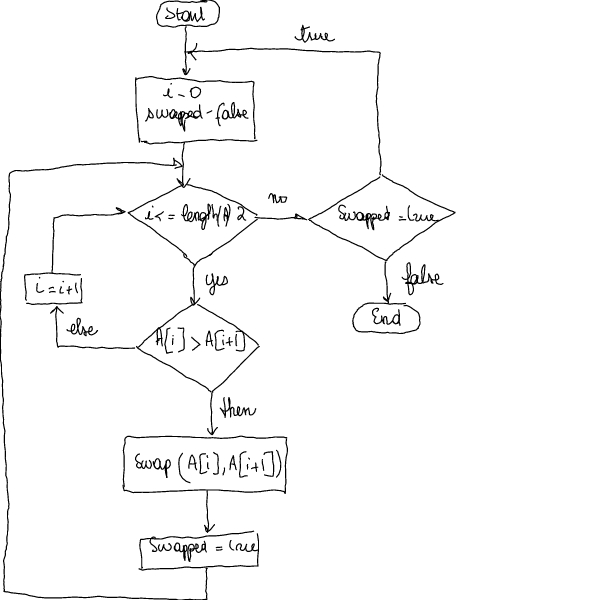 Start
true
i-0
swapped-false
i<=length(A)2
no
Swapped=true
yes
false
i=i+1
End
else
A[i]>A[i+1]
then
Swap(A[i],A[i+1])
Swapped=true